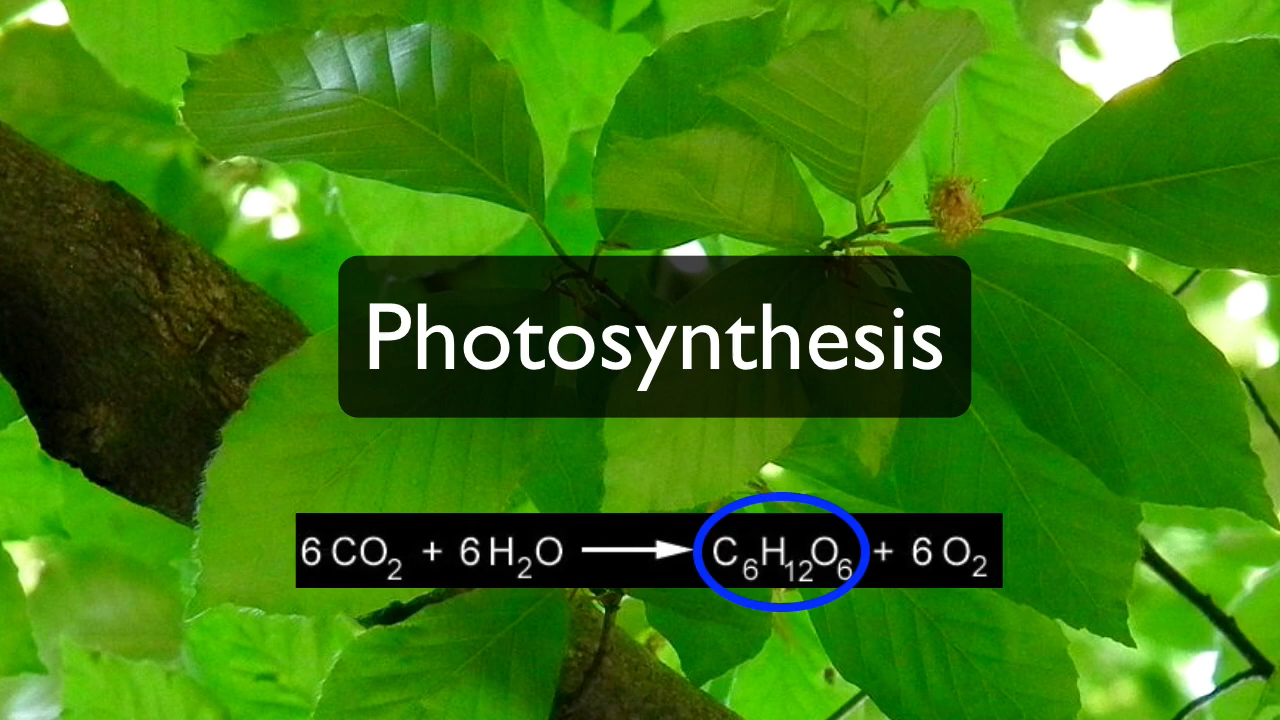 Photosynthesis
6 CO₂ + 6 H₂O ⟶ C₆H₁₂O₆ + 6 O₂